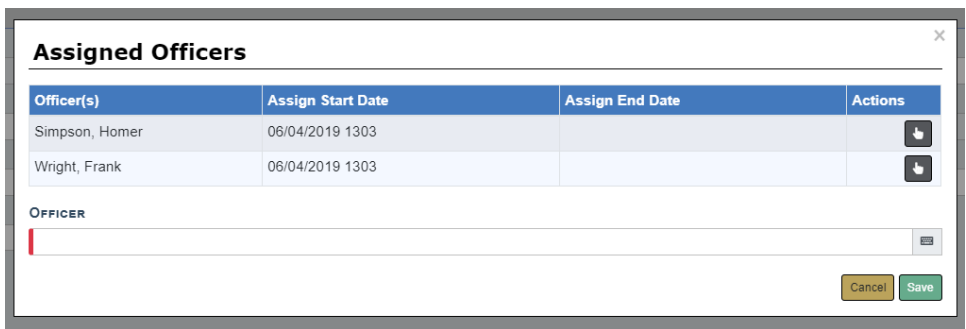 Assigned Officers
×
Officer(s) Assign Start Date Assign End Date Actions
Simpson, Homer 06/04/2019 1303
Wright, Frank 06/04/2019 1303
OFFICER
Cancel Save